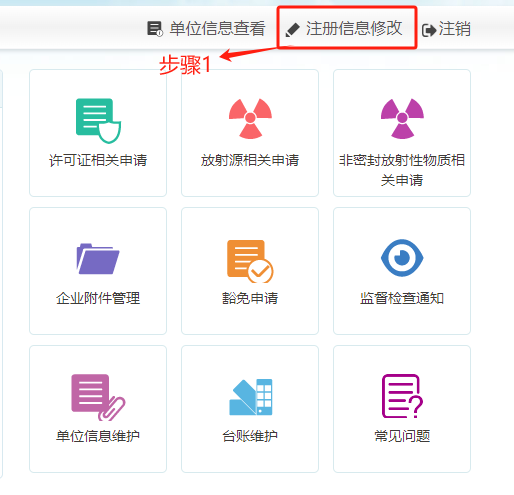 单位信息查看 注册信息修改 注销
步骤1
许可证相关申请 放射源相关申请 非密封放射性物质相
关申请
企业附件管理 豁免申请 监督检查通知
单位信息维护 台账维护 常见问题